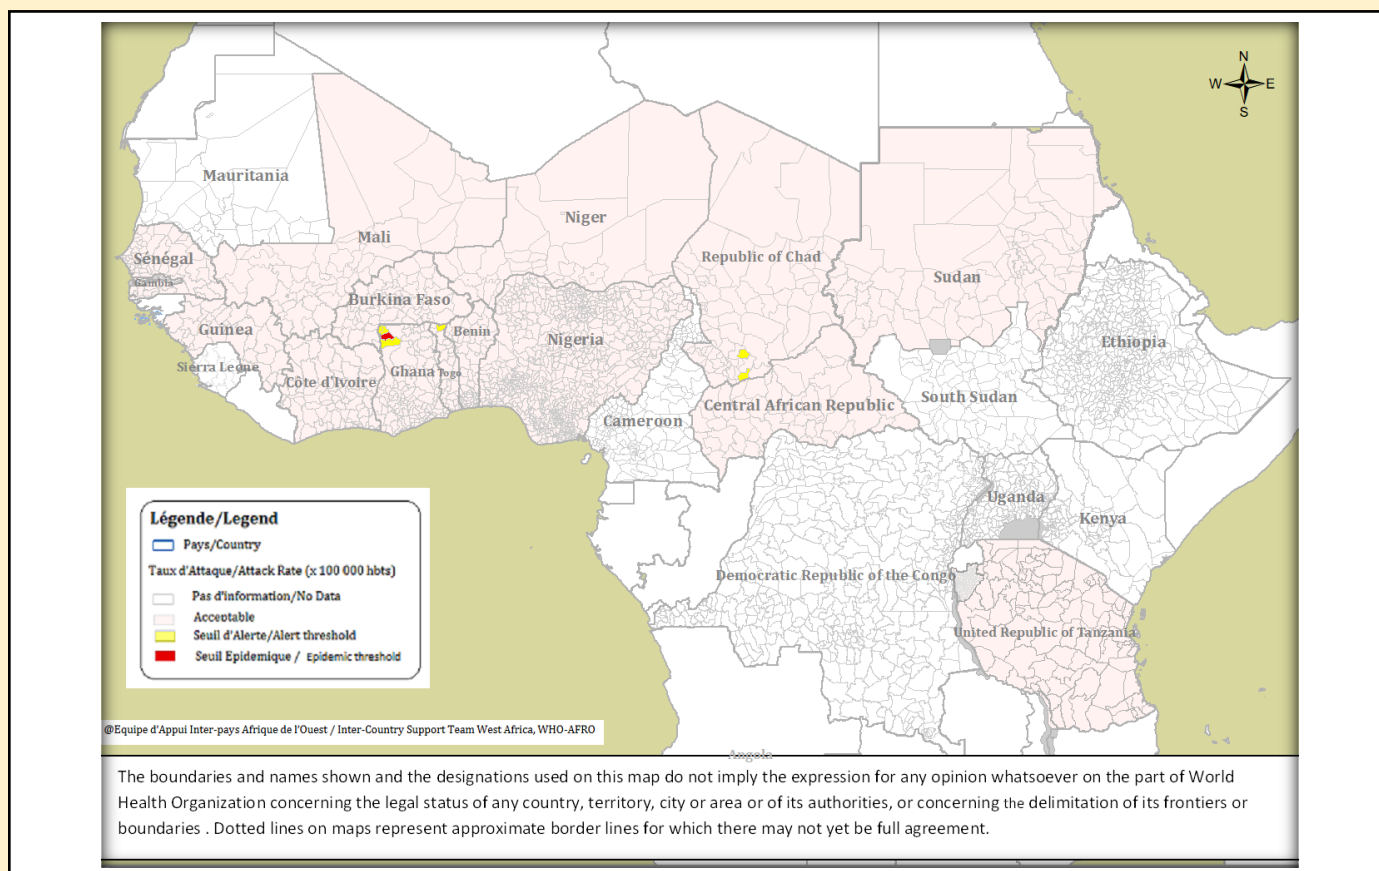 N
W E
S
Mauritania
Niger
Mali
Sénégal
Republic of Chad
Gambia
Sudan
Burkina Faso
Guinea
Benin
Nigeria
Ethiopia
Sierra Leone
Ghana
Togo
Côte d'Ivoire
South Sudan
Central African Republic
Cameroon
Uganda
Kenya
Democratic Republic of the Congo
United Republic of Tanzania
Légende/Legend
Pays/Country
Taux d'Attaque/Attack Rate (x 100 000 hbts)
Pas d'information/No Data
Acceptable
Seuil d'Alerte/Alert threshold
Seuil Epidemique / Epidemic threshold
@Equipe d'Appui Inter-pays Afrique de l'Ouest / Inter-Country Support Team West Africa, WHO-AFRO
Angola
The boundaries and names shown and the designations used on this map do not imply the expression for any opinion whatsoever on the part of World
Health Organization concerning the legal status of any country, territory, city or area or of its authorities, or concerning the delimitation of its frontiers or
boundaries . Dotted lines on maps represent approximate border lines for which there may not yet be full agreement.